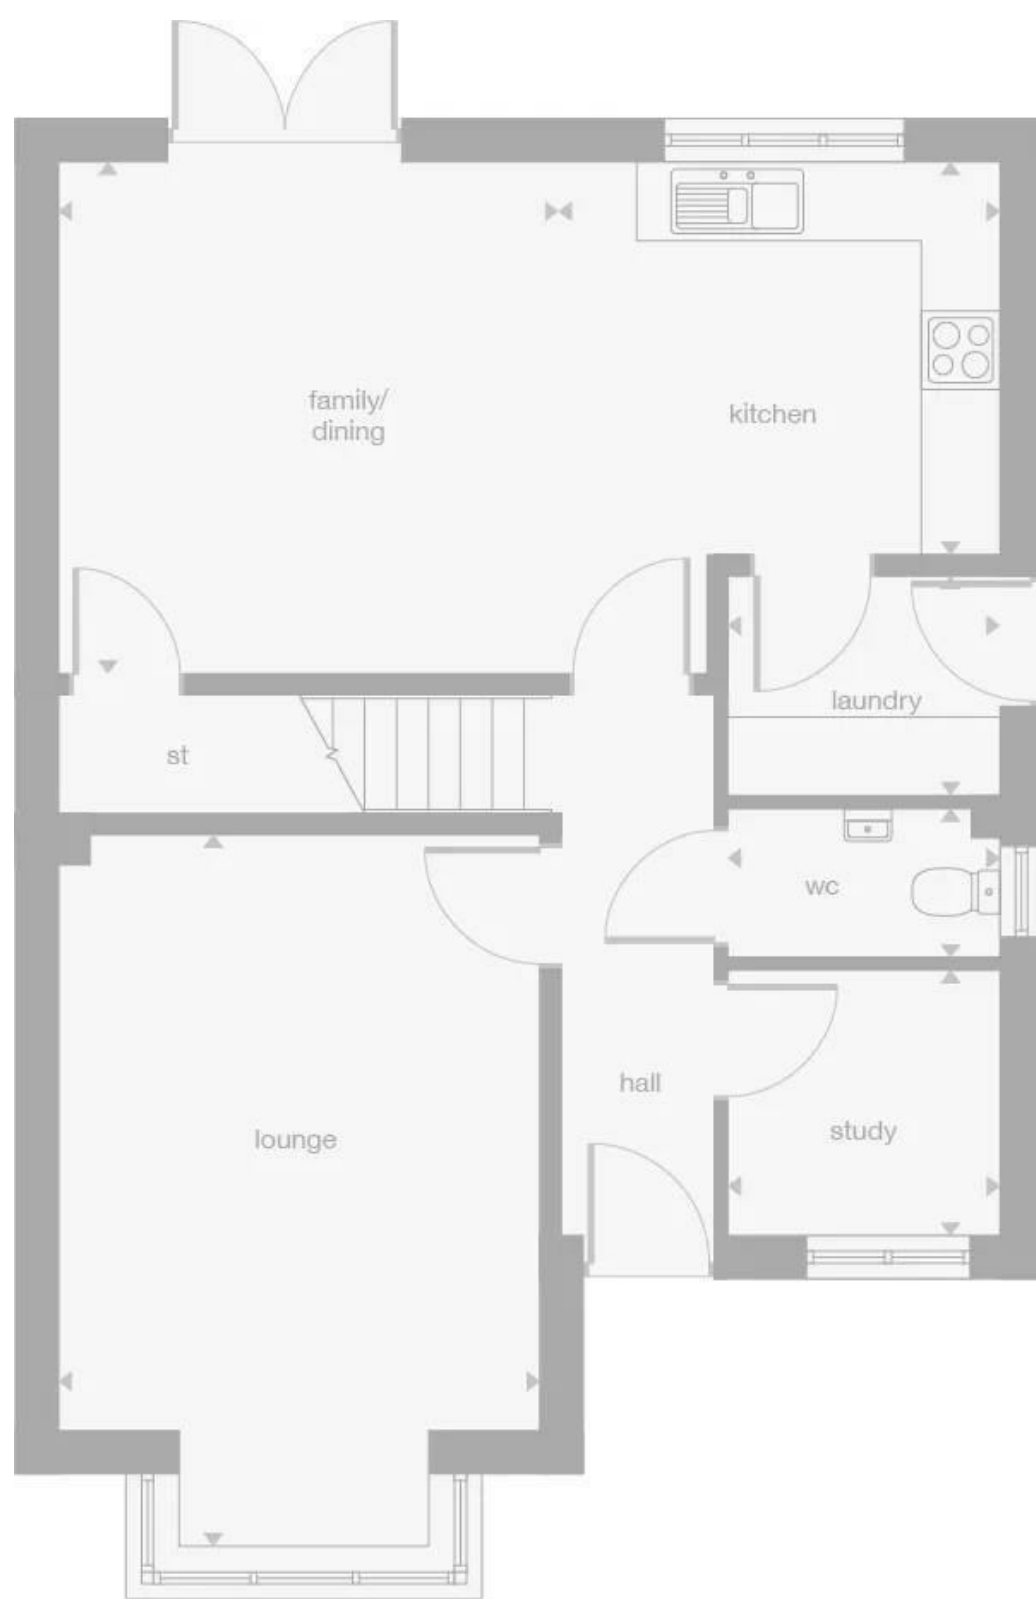 family/
dining
kitchen
laundry
st
wc
hall
study
lounge